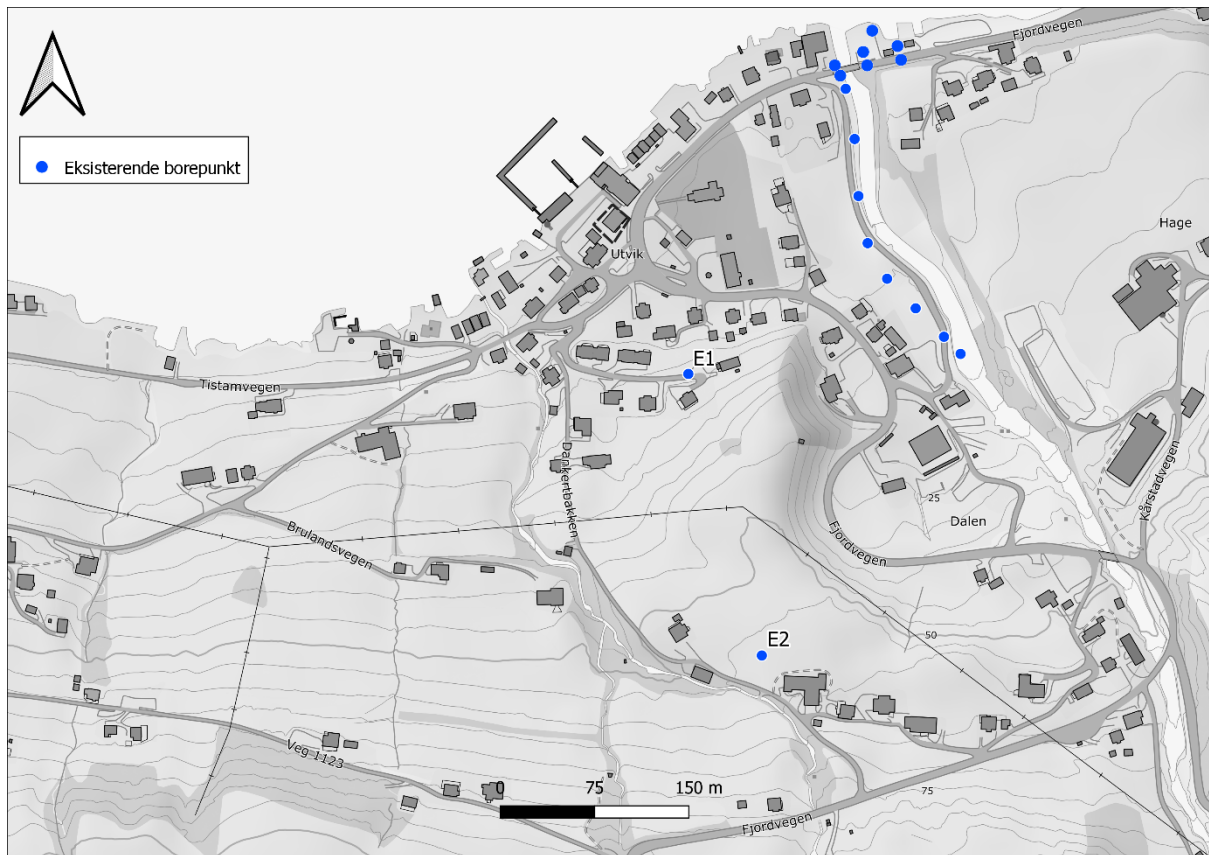 Fjordvegen
Eksisterende borepunkt
Hage
Utvik
E1
Tistamvegen
Dankertbakken
Kårstadvegen
25
Dalen
Brulandsvegen
Fjordvegen
E2
50
Veg 1123
0 75 150 m
75
Fjordvegen